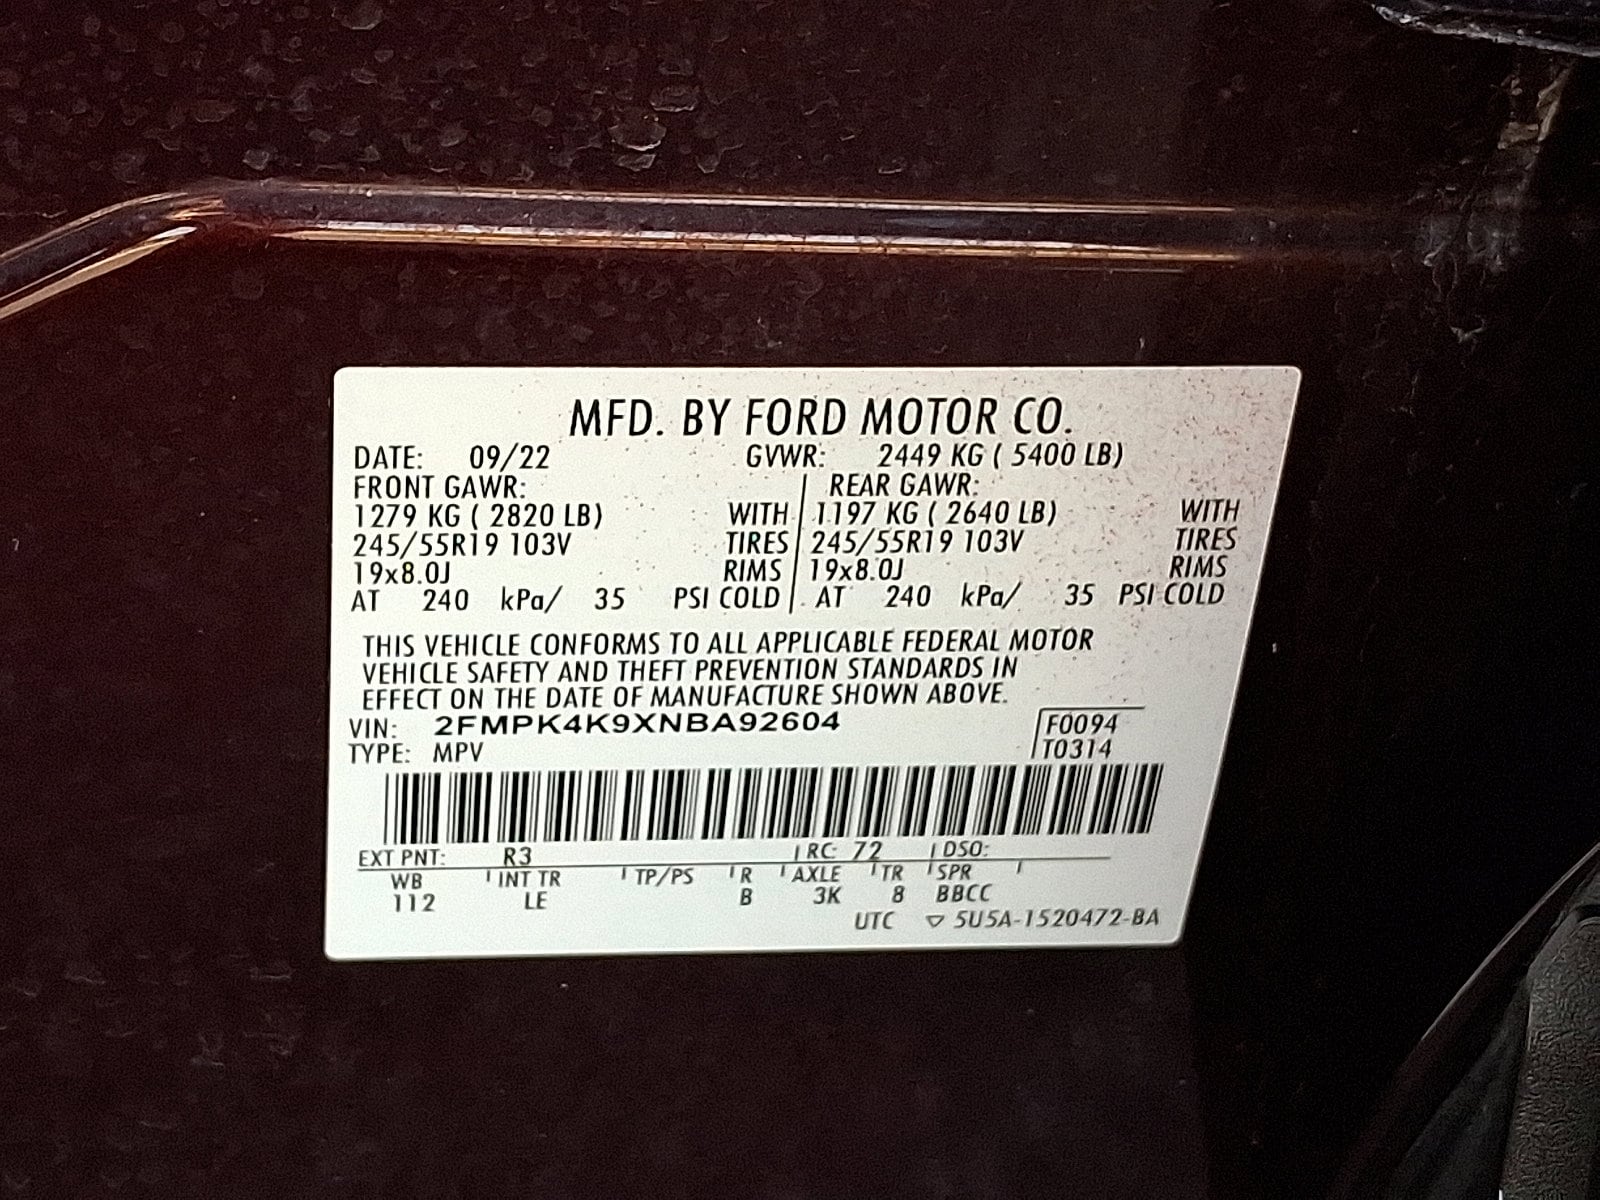 MFD. BY FORD MOTOR CO.
DATE: 09/22 GVWR: 2449 KG ( 5400 LB)
FRONT GAWR: REAR GAWR:
1279 KG ( 2820 LB) WITH 1197 KG ( 2640 LB) WITH
245/55R19 103V TIRES 245/55R19 103V TIRES
19x8.0J RIMS 19x8.0J RIMS
AT 240 kPa/ 35 PSI COLD AT 240 kPa/ 35 PSI COLD
THIS VEHICLE CONFORMS TO ALL APPLICABLE FEDERAL MOTOR
VEHICLE SAFETY AND THEFT PREVENTION STANDARDS IN
EFFECT ON THE DATE OF MANUFACTURE SHOWN ABOVE.
VIN: 2FMPK4K9XNBA92604 F0094
TYPE: MPV T0314
EXT PNT: R3 RC: 72 DSO:
WB INT TR TP/PS R AXLE TR SPR
112 LE B 3K 8 BBCC
UTC ▽ 5U5A-1520472-BA